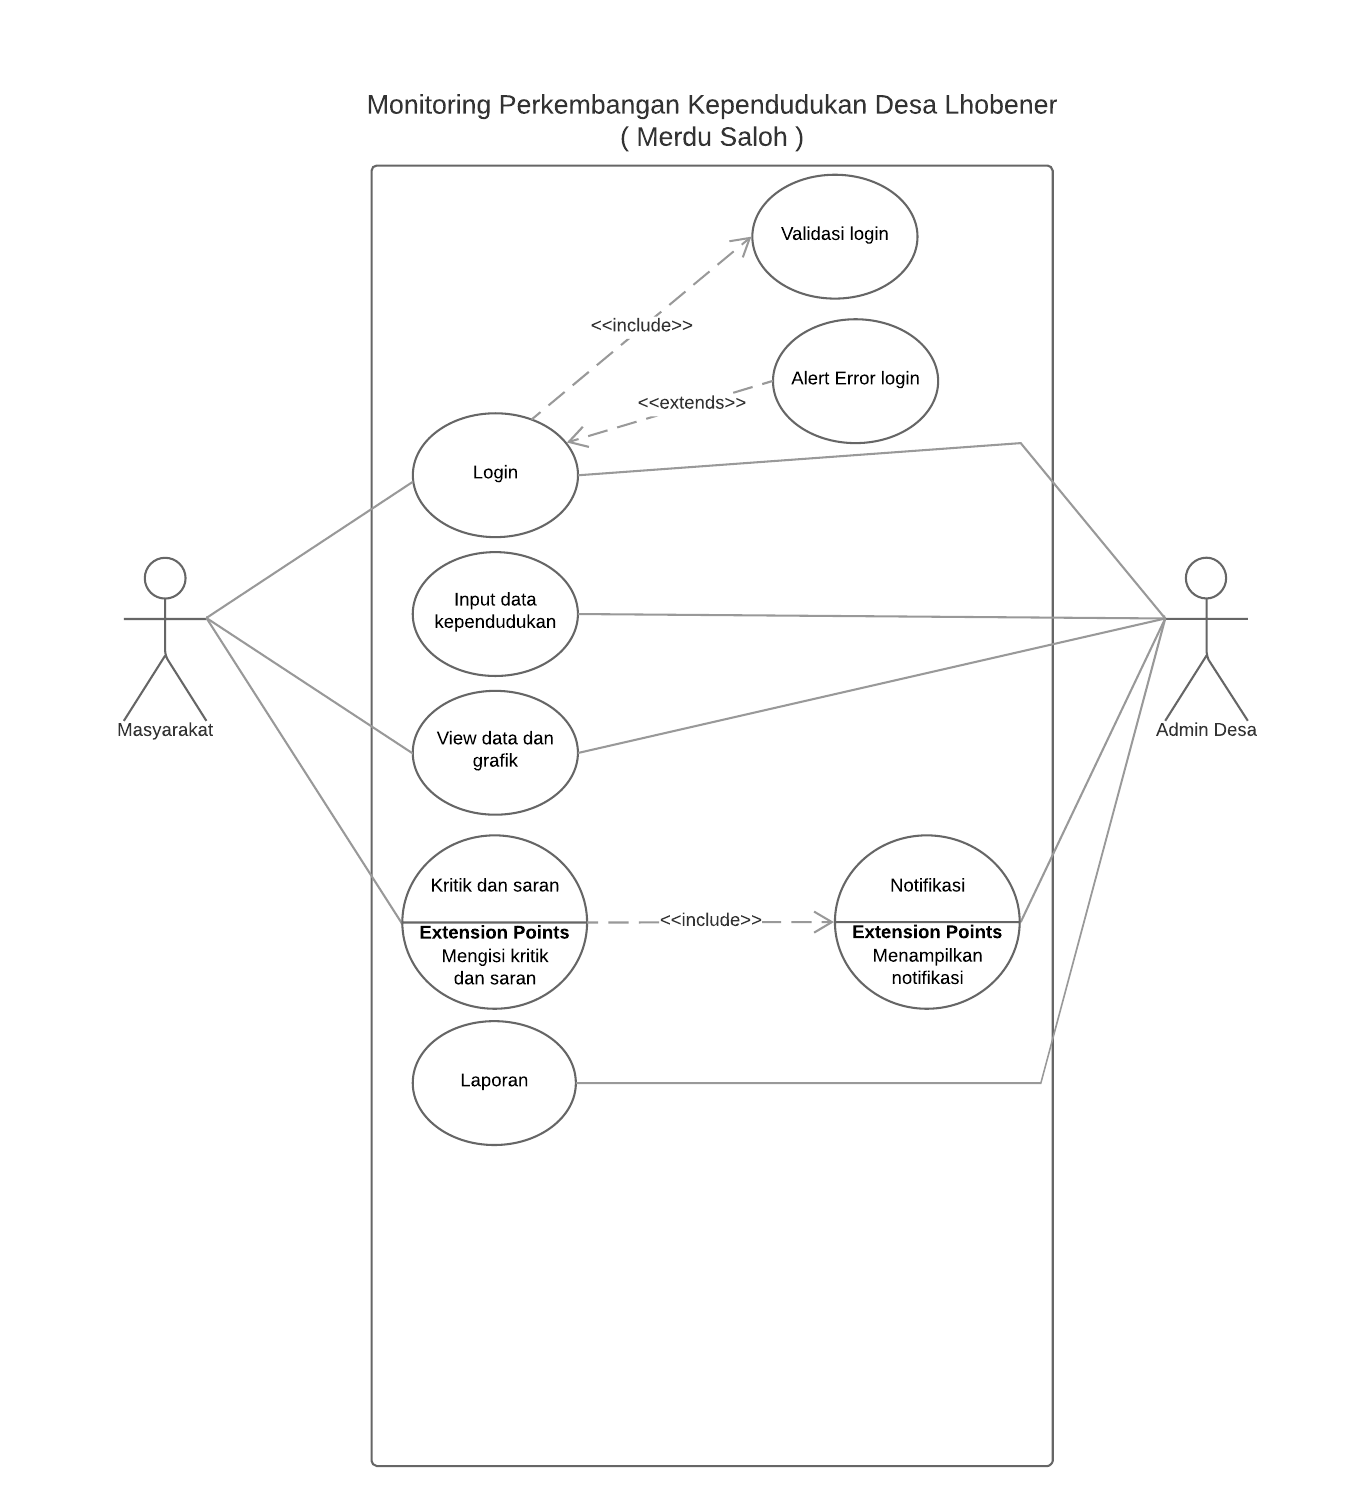 Monitoring Perkembangan Kependudukan Desa Lhobener
( Merdu Saloh )
Validasi login
<<include>>
Alert Error login
<<extends>>
Login
Input data
kependudukan
Masyarakat
Admin Desa
View data dan
grafik
Kritik dan saran
Extension Points
Mengisi kritik
dan saran
<<include>>
Notifikasi
Extension Points
Menampilkan
notifikasi
Laporan